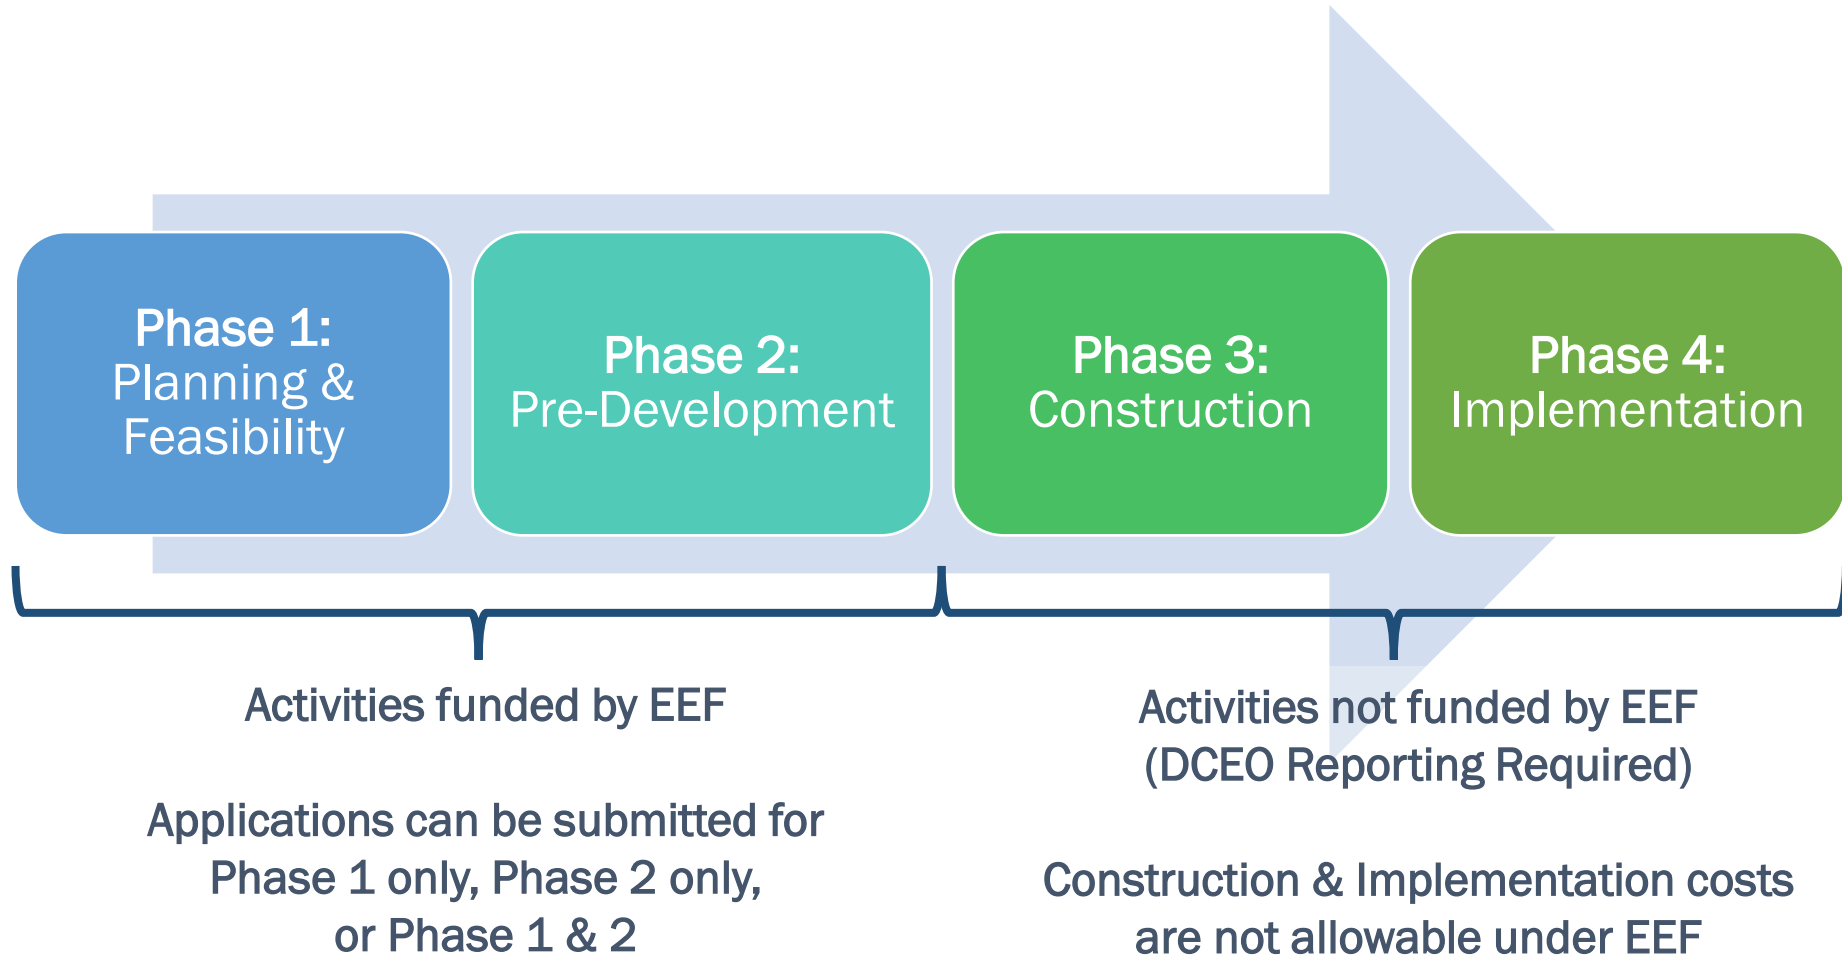 Phase 1:
Planning &
Feasibility
Phase 2:
Pre-Development
Phase 3:
Construction
Phase 4:
Implementation
Activities funded by EEF
Applications can be submitted for
Phase 1 only, Phase 2 only,
or Phase 1 & 2
Activities not funded by EEF
(DCEO Reporting Required)
Construction & Implementation costs
are not allowable under EEF